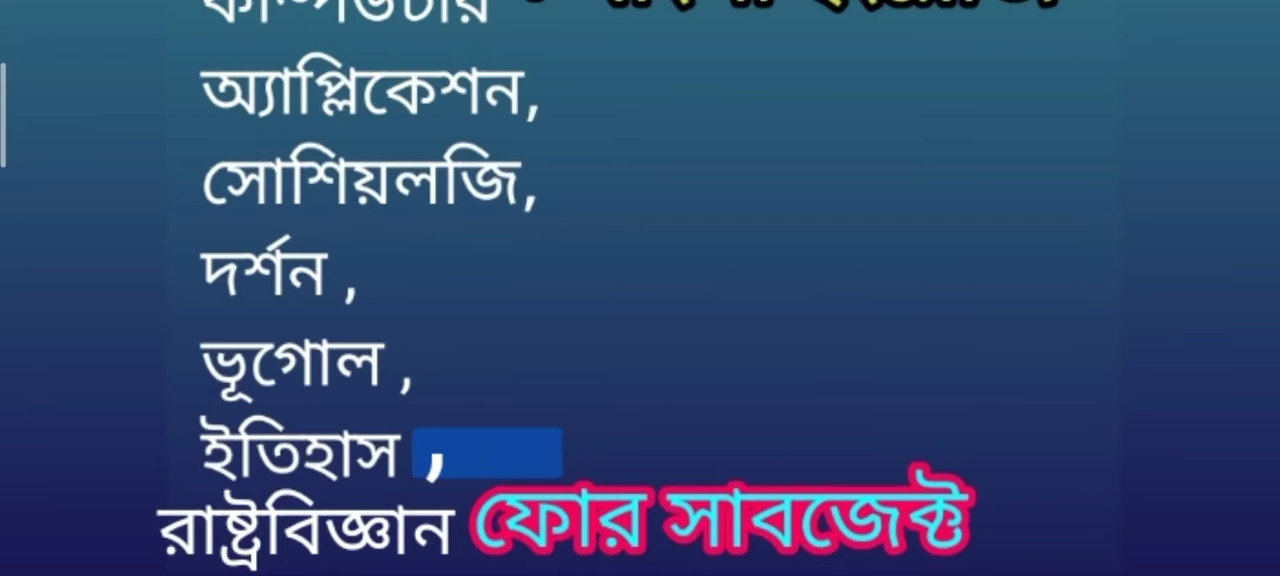 অ্যাপ্লিকেশন,
সোশিয়লজি,
দর্শন ,
ভূগোল ,
ইতিহাস ,
রাষ্ট্রবিজ্ঞান ফোর সাবজেক্ট